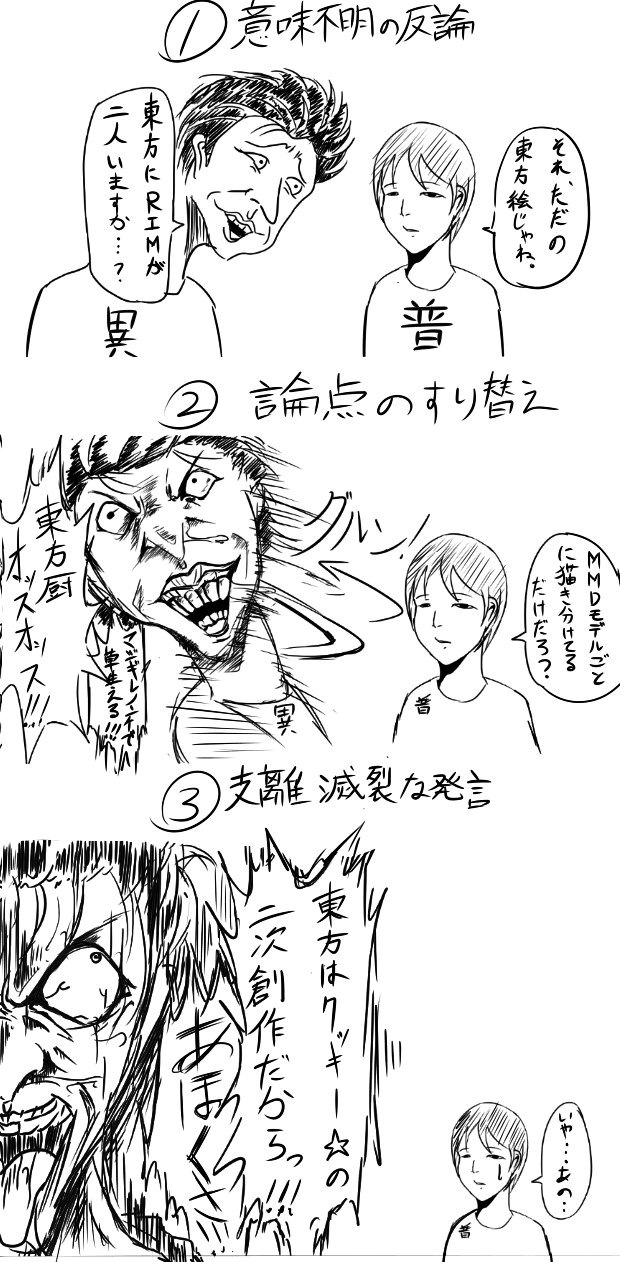 ① 意味不明の反論
それ、ただの
東方絵じゃね。
東方にRIMが
二人いますか…?
異
普
② 論点のすり替え
MMDモデルごと
に描き分けてる
だけだろ?
グルン!
東方厨
オッスオッス!!!
マジギレノンケで
草生える!!!
異
普
③ 支離滅裂な発言
東方はクッキー☆の
二次創作だからっ!!!
あまくさ
いや…あの…
普